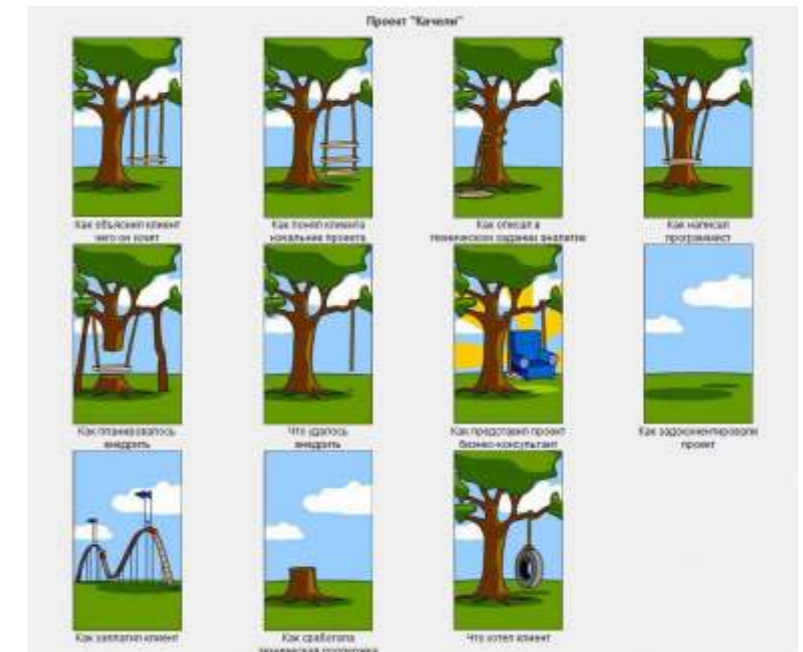 Проект "Качели"
Как объяснил клиент
чего он хочет
Как понял клиента
начальник проекта
Как описал в
техническом задании аналитик
Как написал
программист
Как планировалось
внедрить
Что удалось
внедрить
Как представил проект
бизнес-консультант
Как задокументировали
проект
Как заплатил клиент
Как сработала
техническая поддержка
Что хотел клиент